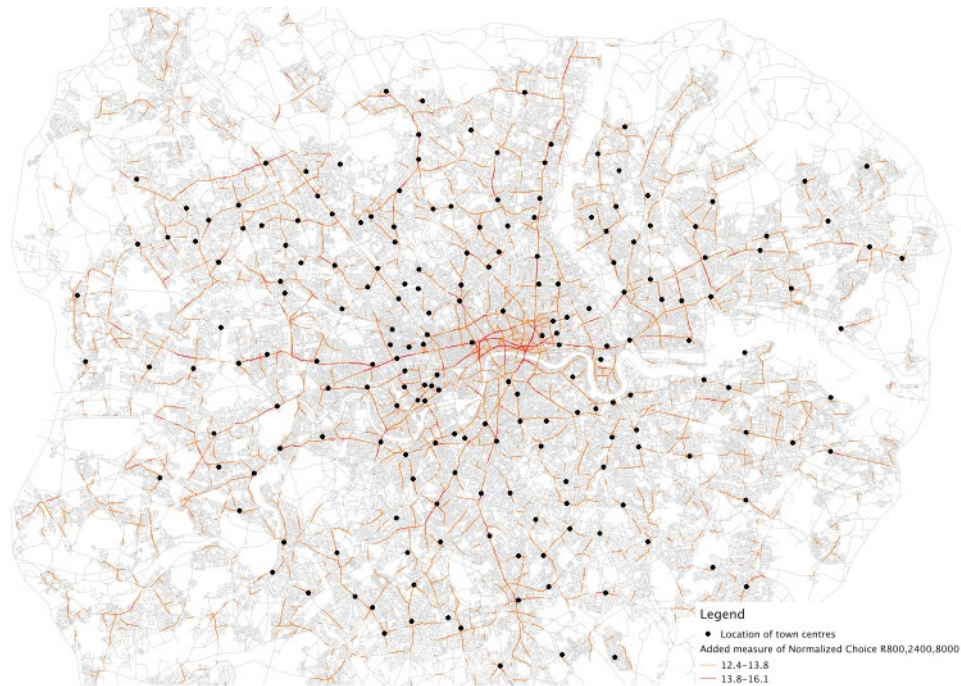 Legend
Location of town centres
Added measure of Normalized Choice R800,2400,8000
12.4-13.8
13.8-16.1